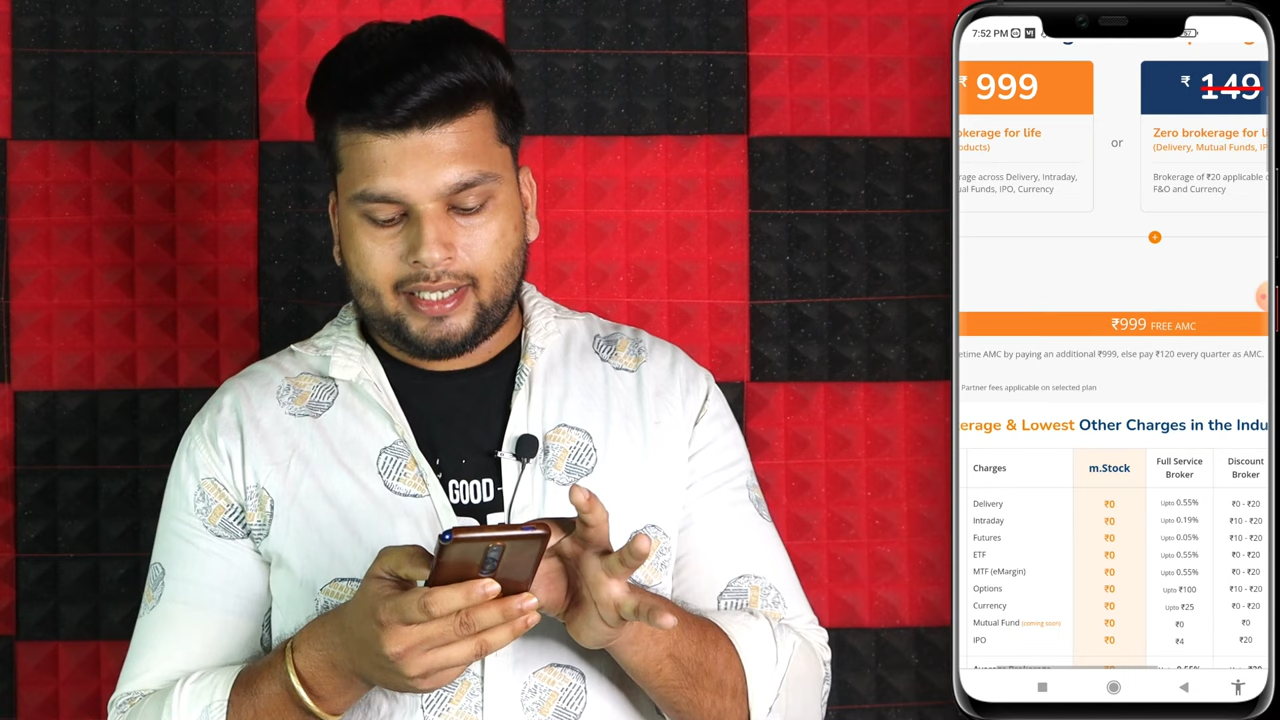 7:52 PM
₹ 999
₹ 149
okerage for life
Zero brokerage for li
oducts)
(Delivery, Mutual Funds, IP
or
rage across Delivery, Intraday,
ual Funds, IPO, Currency
Brokerage of ₹20 applicable o
F&O and Currency
₹999 FREE AMC
etime AMC by paying an additional ₹999, else pay ₹120 every quarter as AMC.
Partner fees applicable on selected plan
erage & Lowest Other Charges in the Indu
Charges m.Stock Full Service Broker Discount Broker
Delivery ₹0 Upto 0.55% ₹0 - ₹20
Intraday ₹0 Upto 0.19% ₹10 - ₹20
Futures ₹0 Upto 0.05% ₹10 - ₹20
ETF ₹0 Upto 0.55% ₹0 - ₹20
MTF (eMargin) ₹0 Upto 0.55% ₹0 - ₹20
Options ₹0 Upto ₹100 ₹10 - ₹20
Currency ₹0 Upto ₹25 ₹0 - ₹20
Mutual Fund (coming soon) ₹0 ₹0 ₹0
IPO ₹0 ₹4 ₹20
GOOD